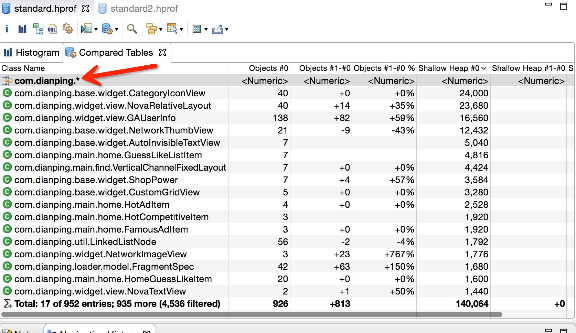 standard.hprof standard2.hprof
Histogram Compared Tables
Class Name Objects #0 Objects #1-#0 Objects #1-#0 % Shallow Heap #0 Shallow Heap #1-#0 S
com.dianping.* <Numeric> <Numeric> <Numeric> <Numeric> <Numeric>
com.dianping.base.widget.CategoryIconView 40 +0 +0% 24,000
com.dianping.widget.view.NovaRelativeLayout 40 +14 +35% 23,680
com.dianping.widget.view.GAUserInfo 138 +82 +59% 16,560
com.dianping.base.widget.NetworkThumbView 21 -9 -43% 12,432
com.dianping.base.widget.AutoInvisibleTextView 7 5,040
com.dianping.main.home.GuessLikeListItem 7 4,816
com.dianping.main.find.VerticalChannelFixedLayout 7 +0 +0% 4,424
com.dianping.base.widget.ShopPower 7 +4 +57% 3,584
com.dianping.base.widget.CustomGridView 5 +0 +0% 3,280
com.dianping.main.home.HotAdItem 4 +0 +0% 2,528
com.dianping.main.home.HotCompetitiveItem 3 1,920
com.dianping.main.home.FamousAdItem 3 +0 +0% 1,920
com.dianping.util.LinkedListNode 56 -2 -4% 1,792
com.dianping.widget.NetworkImageView 3 +23 +767% 1,776
com.dianping.loader.model.FragmentSpec 42 +63 +150% 1,680
com.dianping.main.home.HomeGuessLikeItem 20 +0 +0% 1,440
com.dianping.widget.view.NovaTextView 2 +1 +50% 1,440
Total: 17 of 952 entries; 935 more (4,536 filtered) 926 +813 140,064 +0